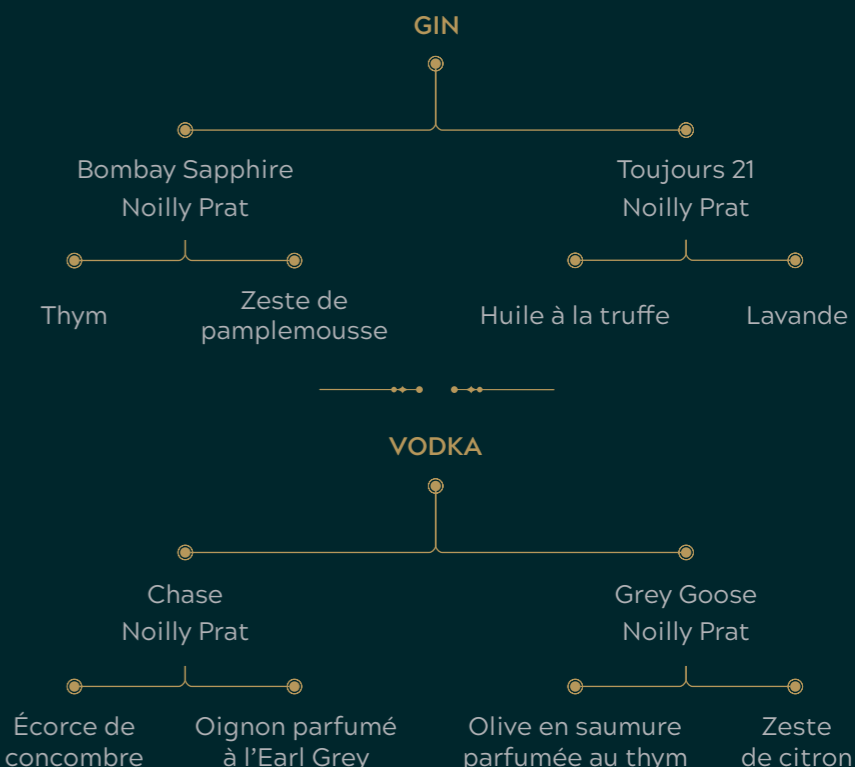 GIN
Bombay Sapphire
Noilly Prat
Toujours 21
Noilly Prat
Thym
Zeste de
pamplemousse
Huile à la truffe
Lavande
VODKA
Chase
Noilly Prat
Grey Goose
Noilly Prat
Écorce de
concombre
Oignon parfumé
à l’Earl Grey
Olive en saumure
parfumée au thym
Zeste
de citron